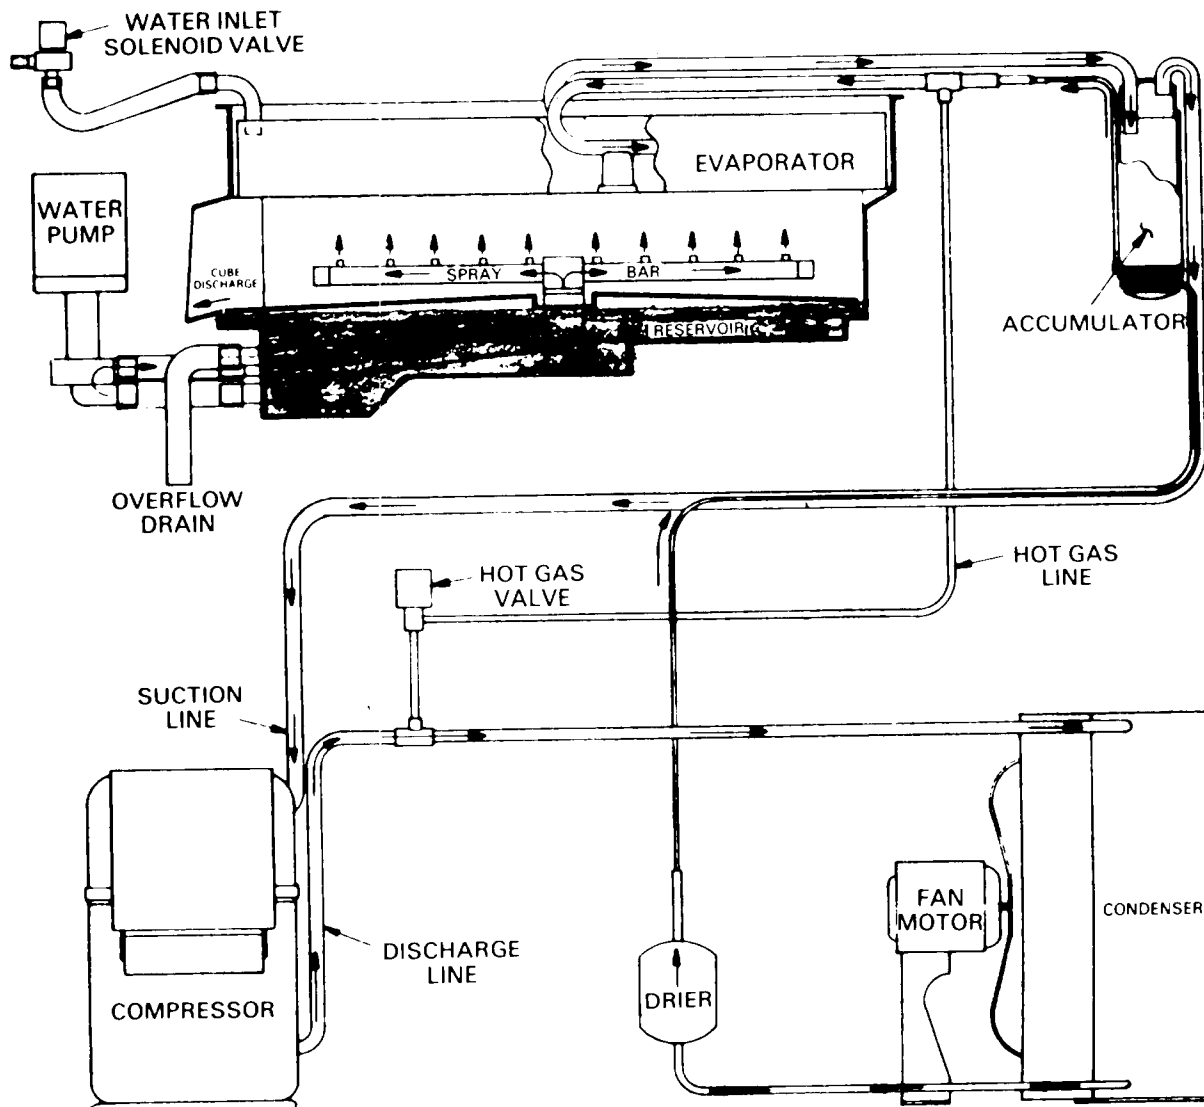 WATER INLET
SOLENOID VALVE
EVAPORATOR
WATER
PUMP
CUBE
DISCHARGE
SPRAY BAR
RESERVOIR
ACCUMULATOR
OVERFLOW
DRAIN
HOT GAS
VALVE
HOT GAS
LINE
SUCTION
LINE
FAN
MOTOR
CONDENSER
DISCHARGE
LINE
DRIER
COMPRESSOR